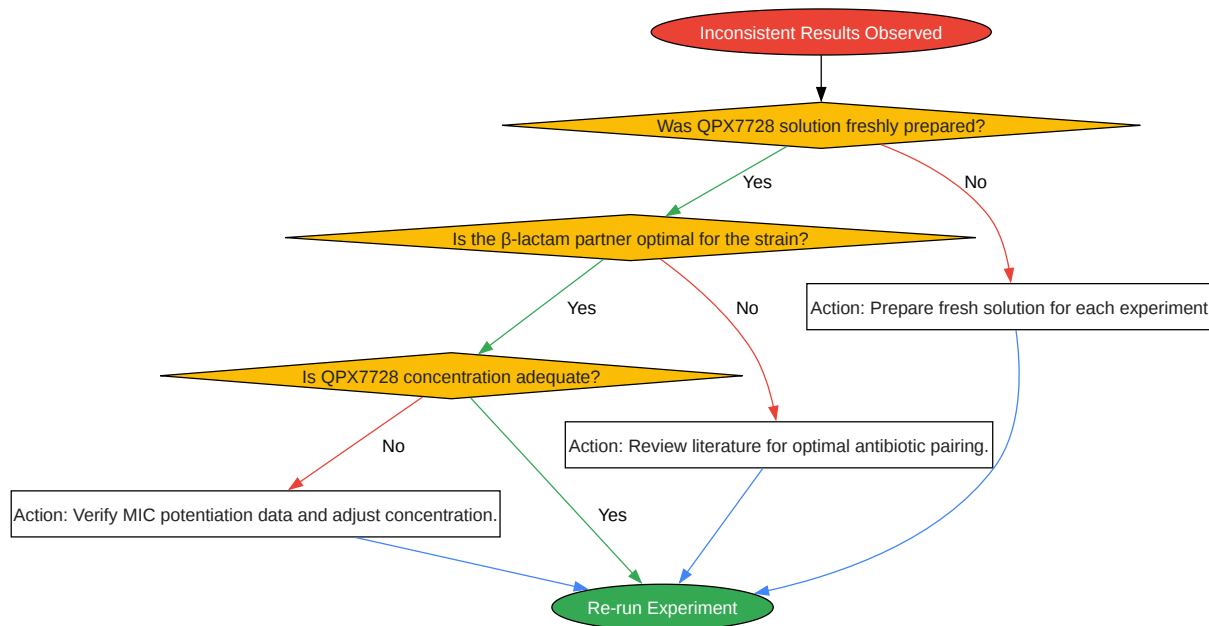 Inconsistent Results Observed
Was QPX7728 solution freshly prepared?
Yes
No
Is the β-lactam partner optimal for the strain?
Yes
No
Action: Prepare fresh solution for each experiment
Is QPX7728 concentration adequate?
No
Action: Review literature for optimal antibiotic pairing.
Action: Verify MIC potentiation data and adjust concentration.
Yes
Re-run Experiment